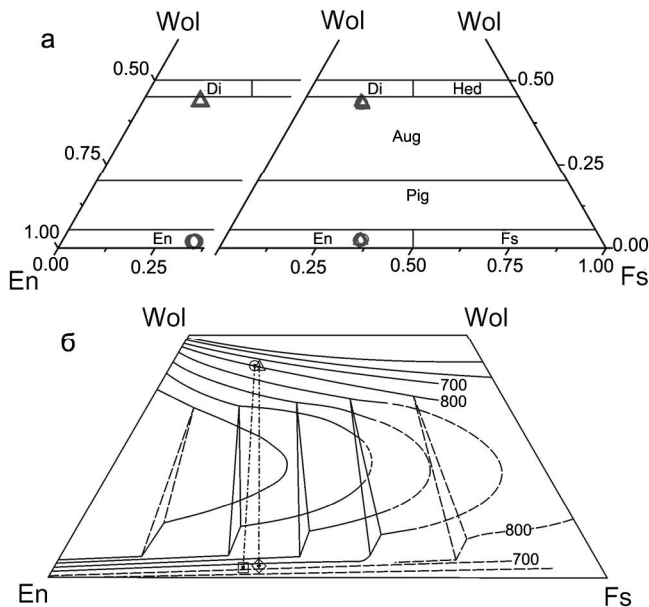 а
Wol Wol Wol
0.50 Di Di Hed 0.50
0.75 Aug 0.25
Pig
1.00 En En Fs 0.00
0.00 0.25 0.25 0.50 0.75 1.00
En Fs
б
Wol Wol
700
800
800
700
En Fs